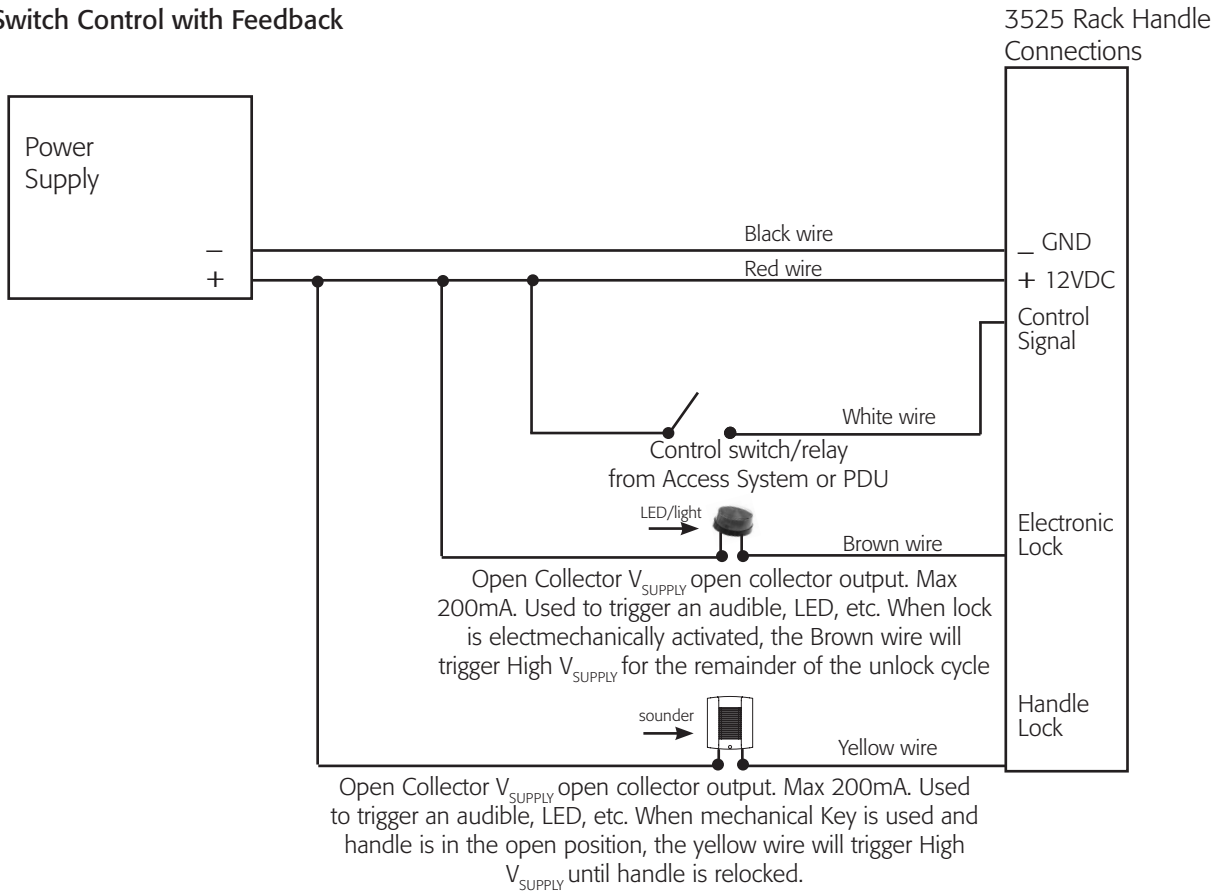 Switch Control with Feedback
3525 Rack Handle
Connections
Power
Supply
–
+
Black wire
Red wire
_ GND
+ 12VDC
Control
Signal
White wire
Control switch/relay
from Access System or PDU
LED/light
Brown wire
Electronic
Lock
Open Collector VSUPPLY open collector output. Max
200mA. Used to trigger an audible, LED, etc. When lock
is electmechanically activated, the Brown wire will
trigger High VSUPPLY for the remainder of the unlock cycle
sounder
Yellow wire
Handle
Lock
Open Collector VSUPPLY open collector output. Max 200mA. Used
to trigger an audible, LED, etc. When mechanical Key is used and
handle is in the open position, the yellow wire will trigger High
VSUPPLY until handle is relocked.